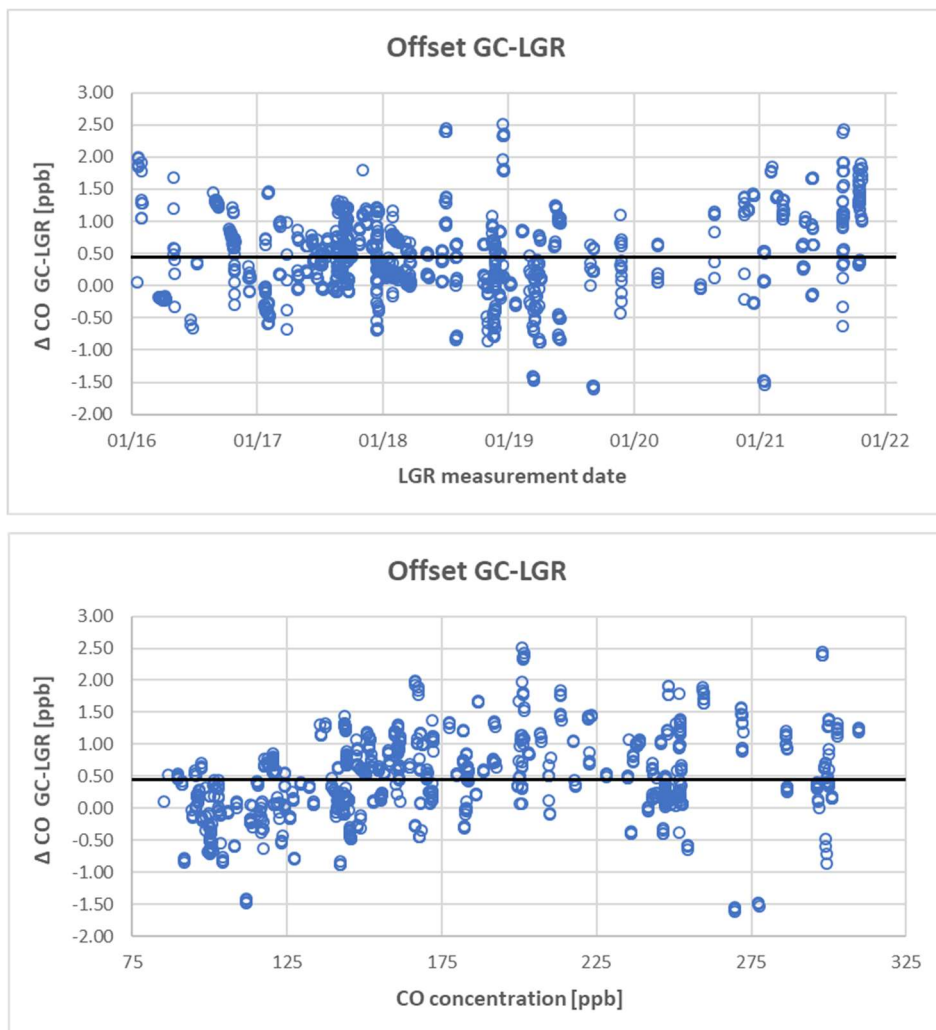 Offset GC-LGR
3.00
2.50
2.00
1.50
1.00
0.50
0.00
-0.50
-1.00
-1.50
-2.00
Δ CO GC-LGR [ppb]
01/16 01/17 01/18 01/19 01/20 01/21 01/22
LGR measurement date
Offset GC-LGR
3.00
2.50
2.00
1.50
1.00
0.50
0.00
-0.50
-1.00
-1.50
-2.00
Δ CO GC-LGR [ppb]
75 125 175 225 275 325
CO concentration [ppb]